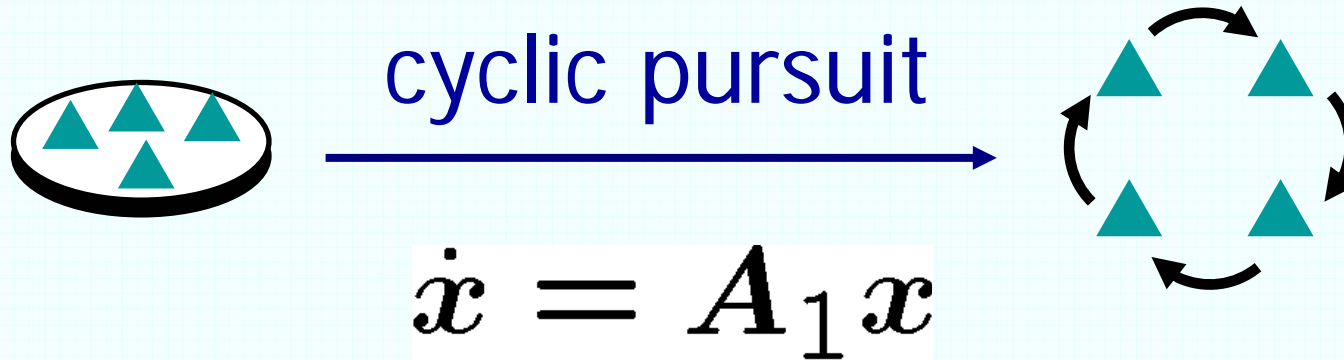 cyclic pursuit
ẋ = A₁x